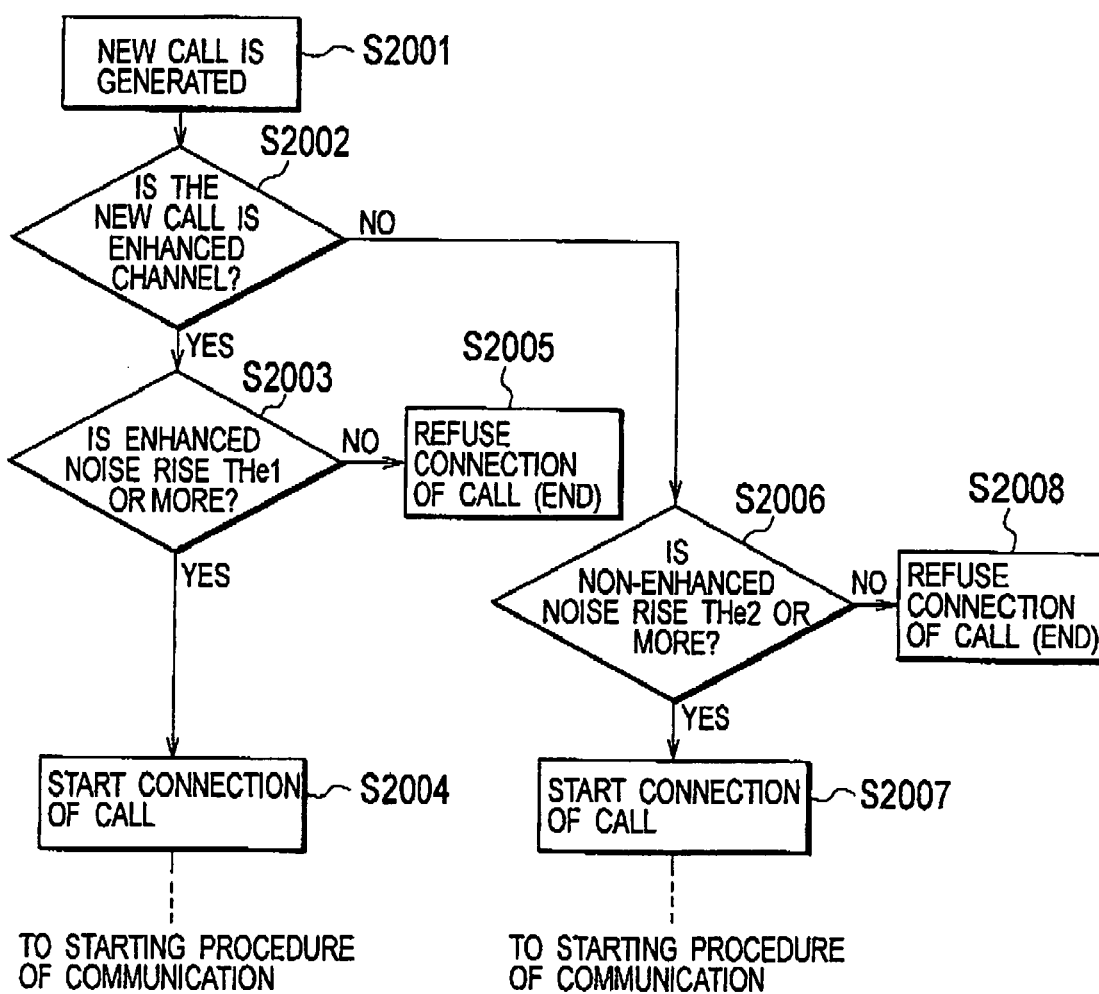 NEW CALL IS
GENERATED
S2001
S2002
IS THE
NEW CALL IS
ENHANCED
CHANNEL?
NO
YES
S2003
IS ENHANCED
NOISE RISE THe1
OR MORE?
NO
YES
S2005
REFUSE
CONNECTION
OF CALL (END)
S2006
IS
NON-ENHANCED
NOISE RISE THe2 OR
MORE?
NO
YES
S2008
REFUSE
CONNECTION
OF CALL (END)
START CONNECTION
OF CALL
S2004
START CONNECTION
OF CALL
S2007
TO STARTING PROCEDURE
OF COMMUNICATION
TO STARTING PROCEDURE
OF COMMUNICATION